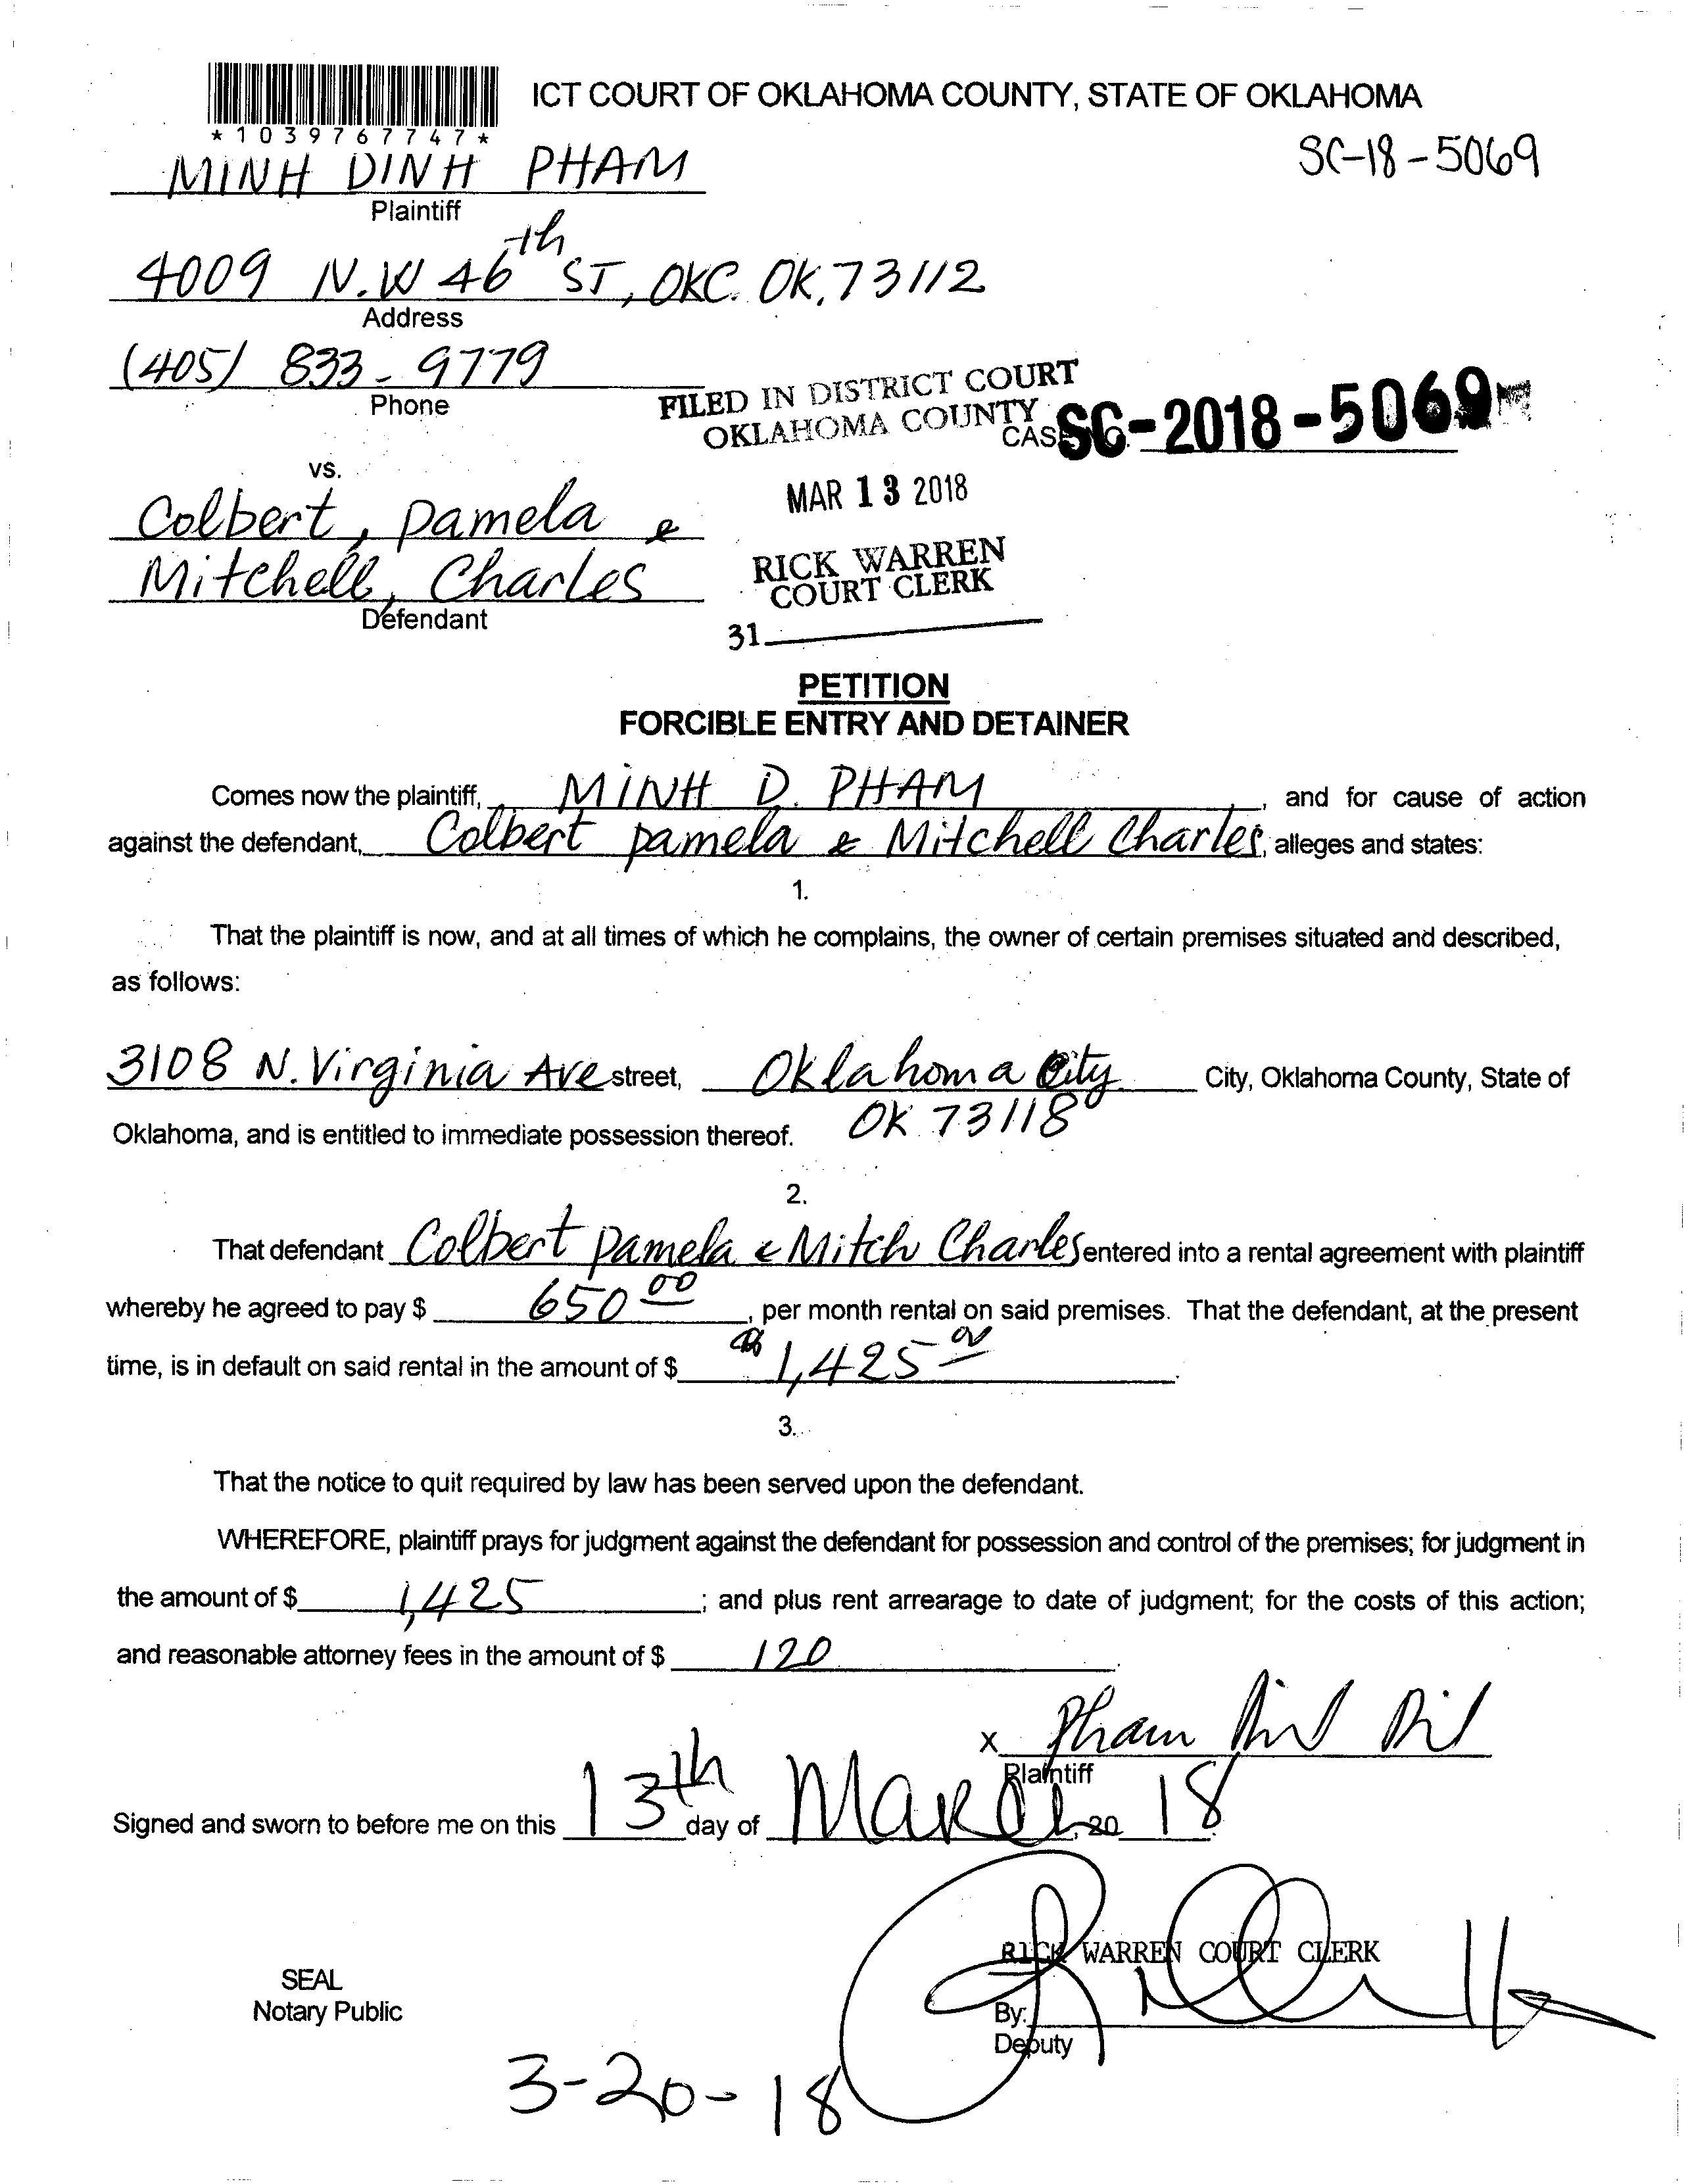 ICT COURT OF OKLAHOMA COUNTY, STATE OF OKLAHOMA
*1039767747*
SC-18-5069
MINH DINH PHAM
Plaintiff
4009 N.W 46th ST, OKC. OK, 73112
Address
(405) 833-9779
Phone
FILED IN DISTRICT COURT
OKLAHOMA COUNTY
CAS SC-2018-5069
vs.
MAR 13 2018
Colbert, pamela &
Mitchell, Charles
Defendant
RICK WARREN
COURT CLERK
31
PETITION
FORCIBLE ENTRY AND DETAINER
Comes now the plaintiff, MINH D. PHAM, and for cause of action
against the defendant, Colbert pamela & Mitchell Charles, alleges and states:
1.
That the plaintiff is now, and at all times of which he complains, the owner of certain premises situated and described,
as follows:
3108 N. Virginia Ave street, Oklahoma City City, Oklahoma County, State of
OK 73118
Oklahoma, and is entitled to immediate possession thereof.
2.
That defendant Colbert Pamela & Mitch Charles entered into a rental agreement with plaintiff
whereby he agreed to pay $ 650 00, per month rental on said premises. That the defendant, at the present
time, is in default on said rental in the amount of $ $ 1,425 00.
3.
That the notice to quit required by law has been served upon the defendant.
WHEREFORE, plaintiff prays for judgment against the defendant for possession and control of the premises; for judgment in
the amount of $ 1,425; and plus rent arrearage to date of judgment; for the costs of this action;
and reasonable attorney fees in the amount of $ 120.
X Pham
Plaintiff
Signed and sworn to before me on this 13th day of March, 20 18.
RICK WARREN COURT CLERK
SEAL
Notary Public
By:
Deputy
3-20-18